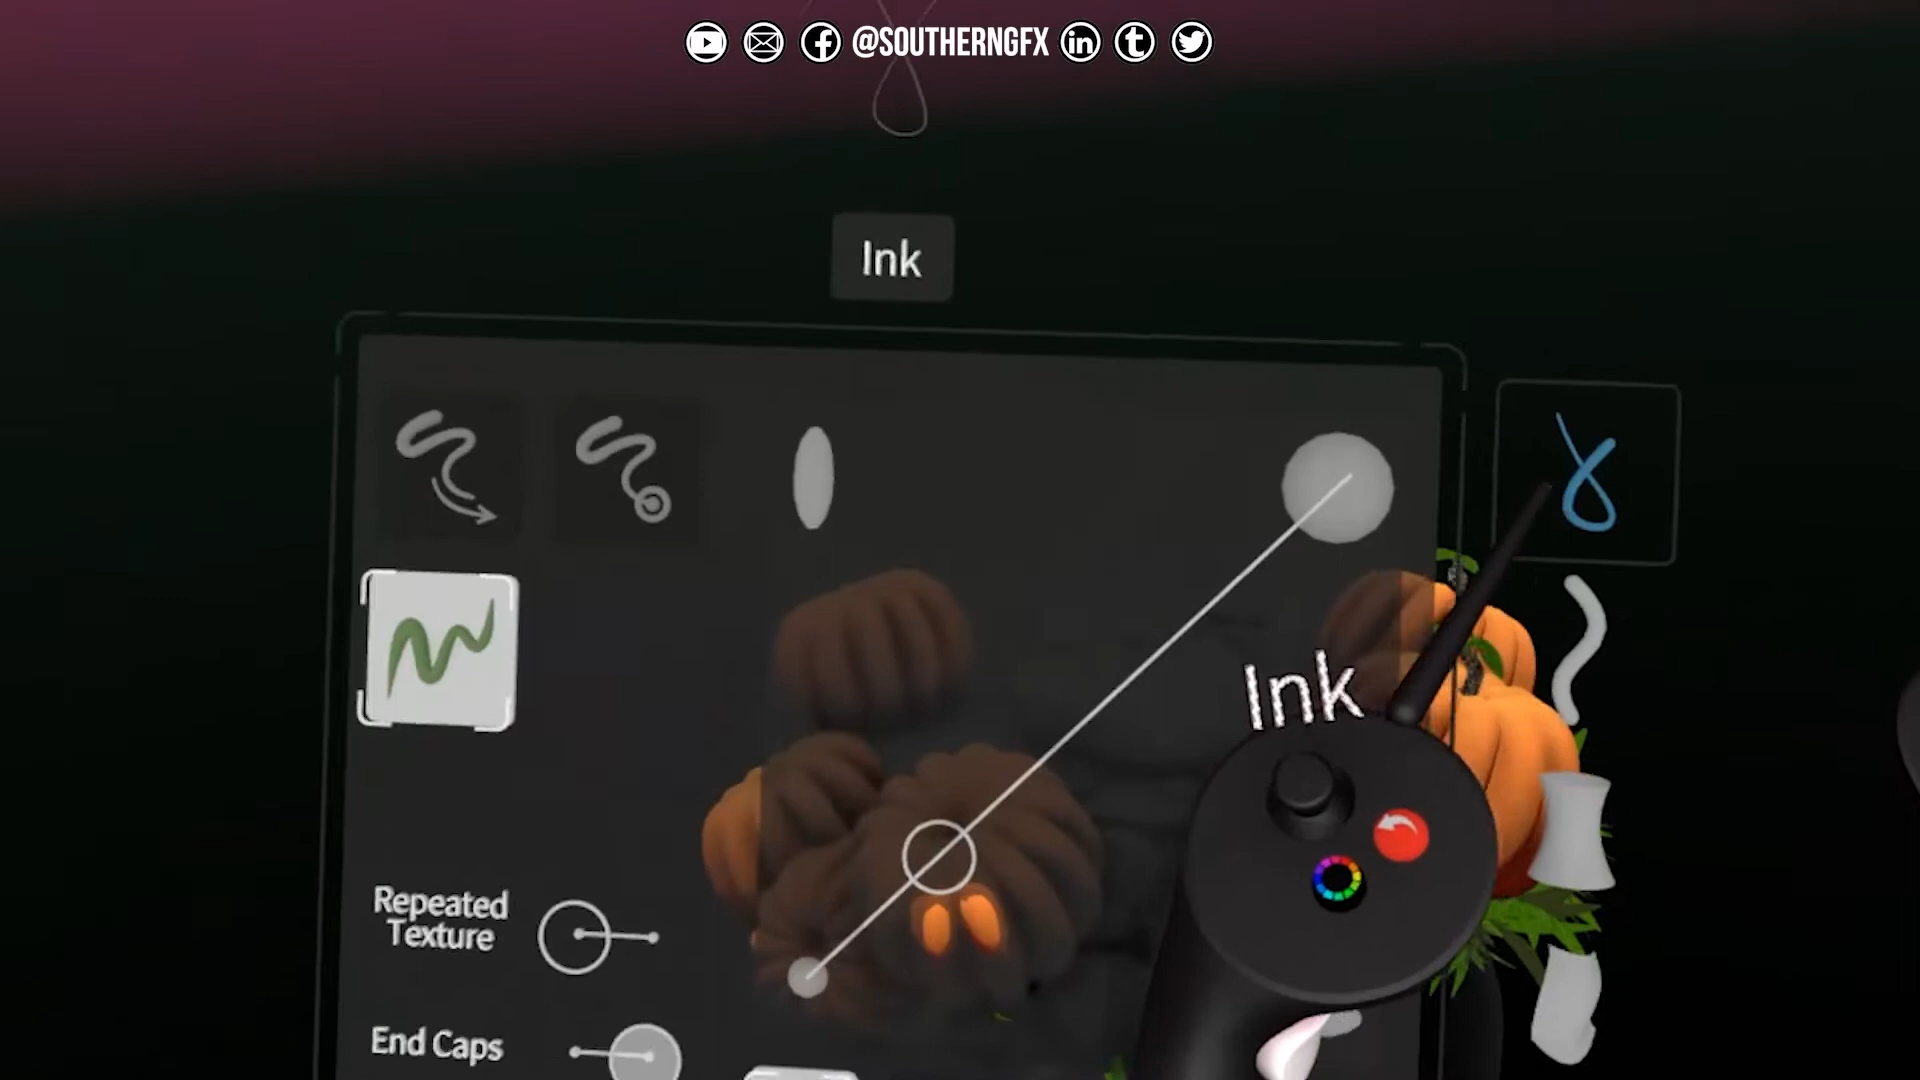 @SOUTHERNGFX
Ink
Ink
Repeated
Texture
End Caps